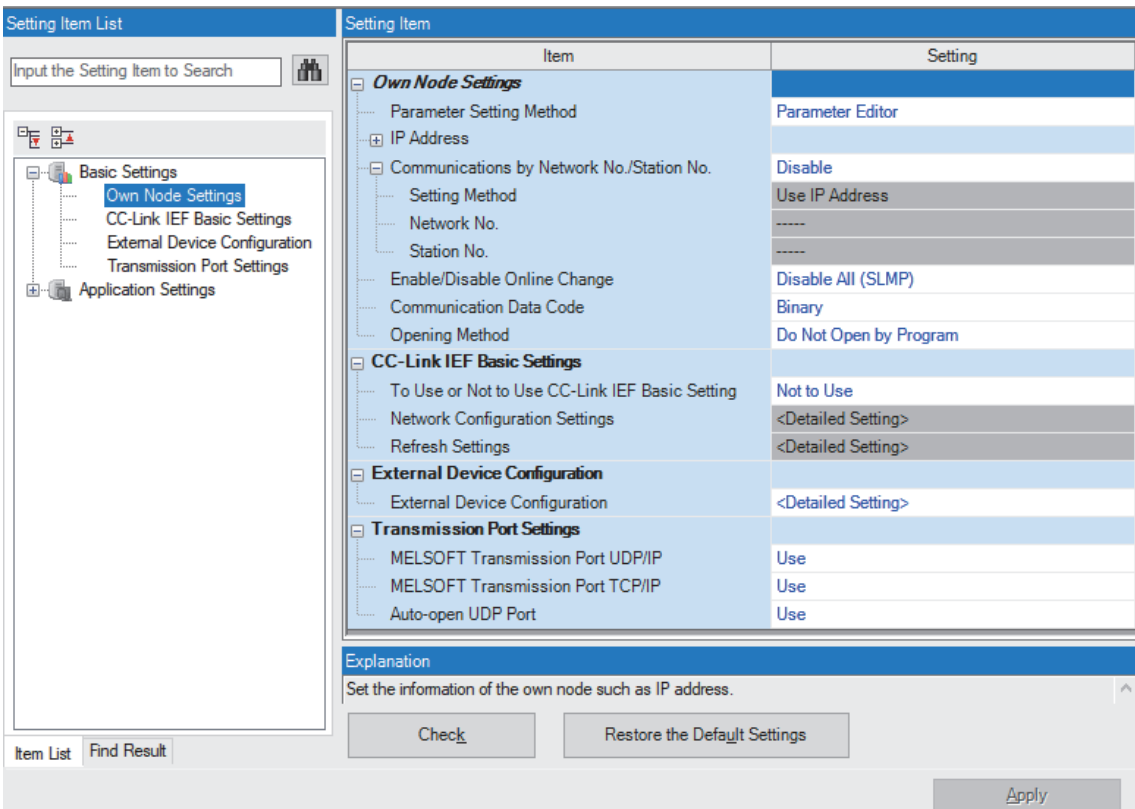 Setting Item List
Input the Setting Item to Search
Basic Settings
Own Node Settings
CC-Link IEF Basic Settings
External Device Configuration
Transmission Port Settings
Application Settings
Item List
Find Result
Setting Item
Item Setting
Own Node Settings
Parameter Setting Method Parameter Editor
IP Address
Communications by Network No./Station No. Disable
Setting Method Use IP Address
Network No. -----
Station No. -----
Enable/Disable Online Change Disable All (SLMP)
Communication Data Code Binary
Opening Method Do Not Open by Program
CC-Link IEF Basic Settings
To Use or Not to Use CC-Link IEF Basic Setting Not to Use
Network Configuration Settings <Detailed Setting>
Refresh Settings <Detailed Setting>
External Device Configuration
External Device Configuration <Detailed Setting>
Transmission Port Settings
MELSOFT Transmission Port UDP/IP Use
MELSOFT Transmission Port TCP/IP Use
Auto-open UDP Port Use
Explanation
Set the information of the own node such as IP address.
Check
Restore the Default Settings
Apply